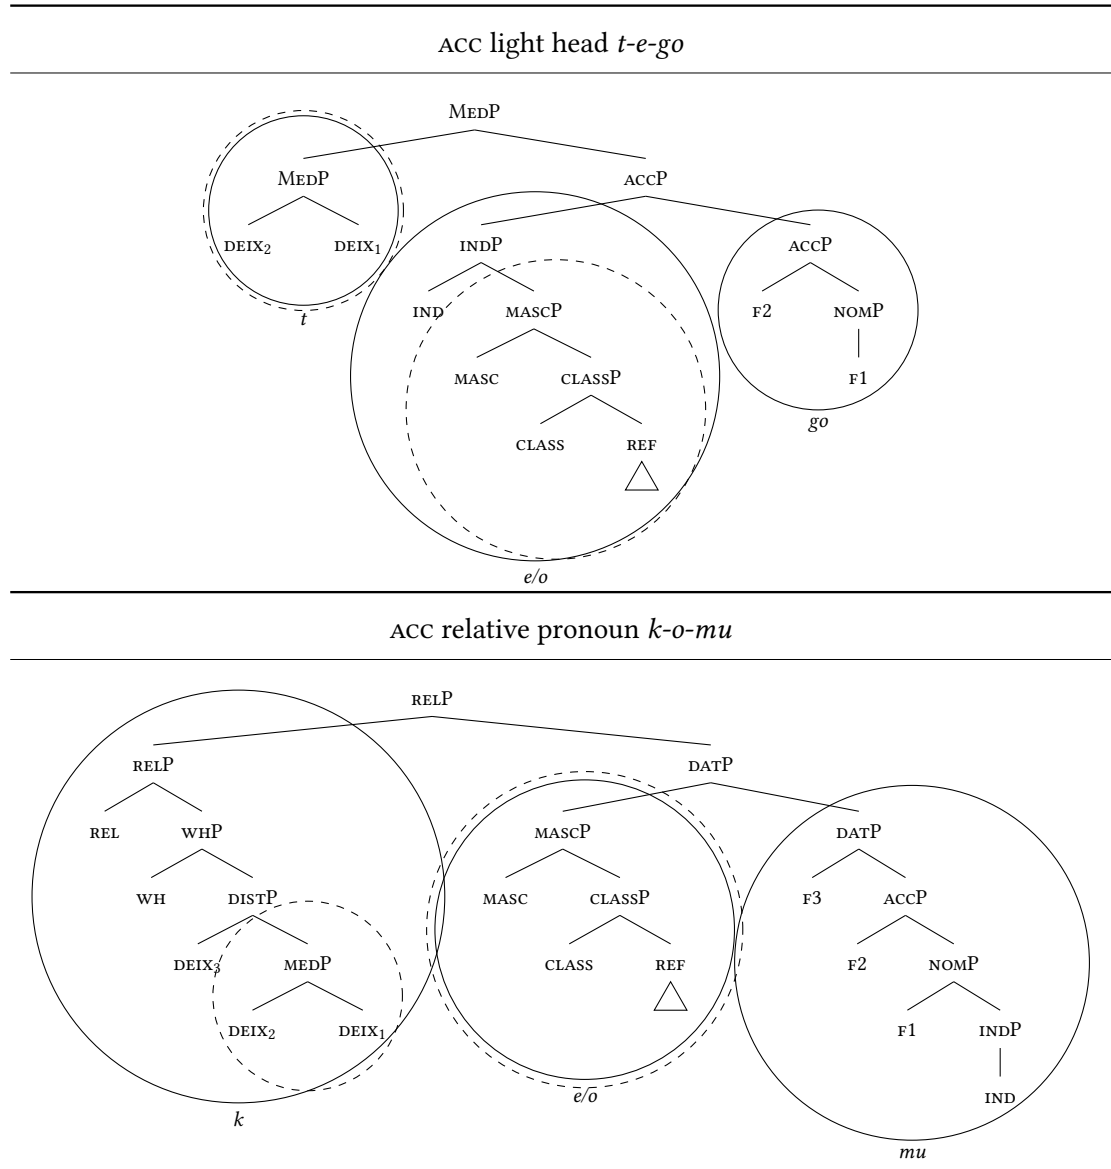 ACC light head t-e-go
MEDP
MEDP ACCP
DEIX₂ DEIX₁ INDP ACCP
t IND MASCP F2 NOMP
MASC CLASSP F1
go
CLASS REF
e/o
ACC relative pronoun k-o-mu
RELP
RELP DATP
REL WHP MASCP DATP
WH DISTP MASC CLASSP F3 ACCP
DEIX₃ MEDP CLASS REF F2 NOMP
DEIX₂ DEIX₁ F1 INDP
e/o IND
k
mu